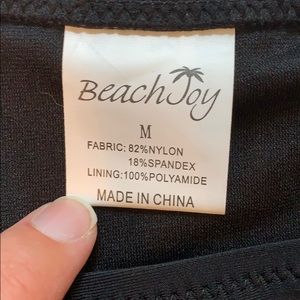 BeachJoy
M
FABRIC: 82%NYLON
18%SPANDEX
LINING:100%POLYAMIDE
MADE IN CHINA